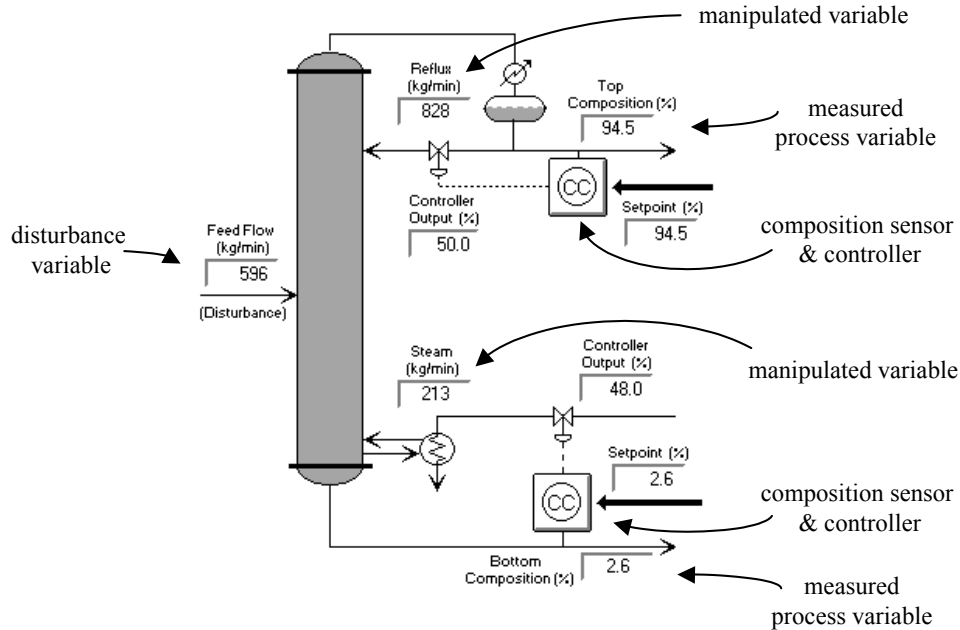 manipulated variable
Reflux
(kg/min)
828
Top
Composition (%)
94.5
measured
process variable
CC
Controller
Output (%)
50.0
Setpoint (%)
94.5
composition sensor
& controller
disturbance
variable
Feed Flow
(kg/min)
596
(Disturbance)
Steam
(kg/min)
213
Controller
Output (%)
48.0
manipulated variable
Setpoint (%)
2.6
CC
composition sensor
& controller
Bottom
Composition (%)
2.6
measured
process variable